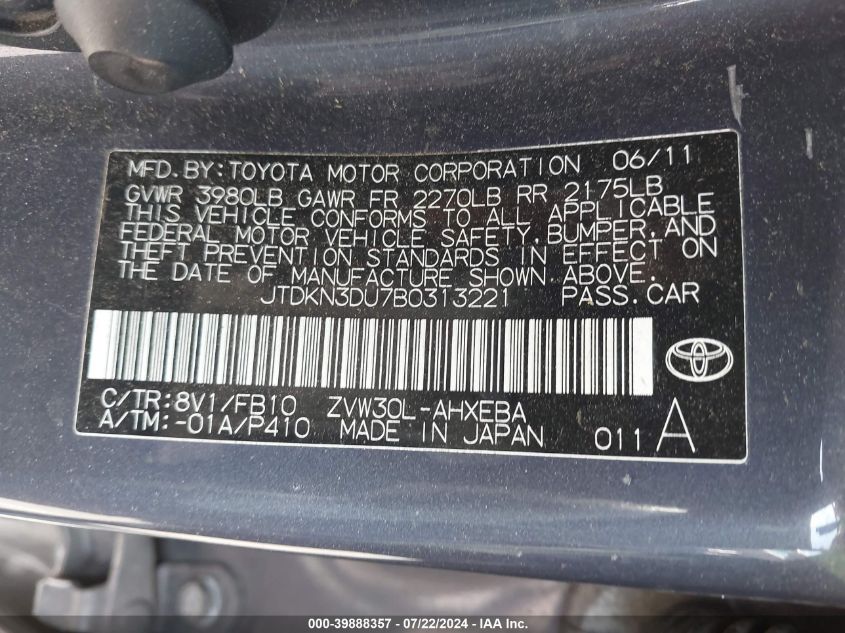 MFD.BY:TOYOTA MOTOR CORPORATION 06/11
GVWR 3980LB GAWR FR 2270LB RR 2175LB
THIS VEHICLE CONFORMS TO ALL APPLICABLE
FEDERAL MOTOR VEHICLE SAFETY,BUMPER,AND
THEFT PREVENTION STANDARDS IN EFFECT ON
THE DATE OF MANUFACTURE SHOWN ABOVE.
JTDKN3DU7B0313221 PASS.CAR
C/TR:8V1/FB10 ZVW30L-AHXEBA
A/TM:-01A/P410 MADE IN JAPAN 011 A
000-39888357 - 07/22/2024 - © IAA Inc.